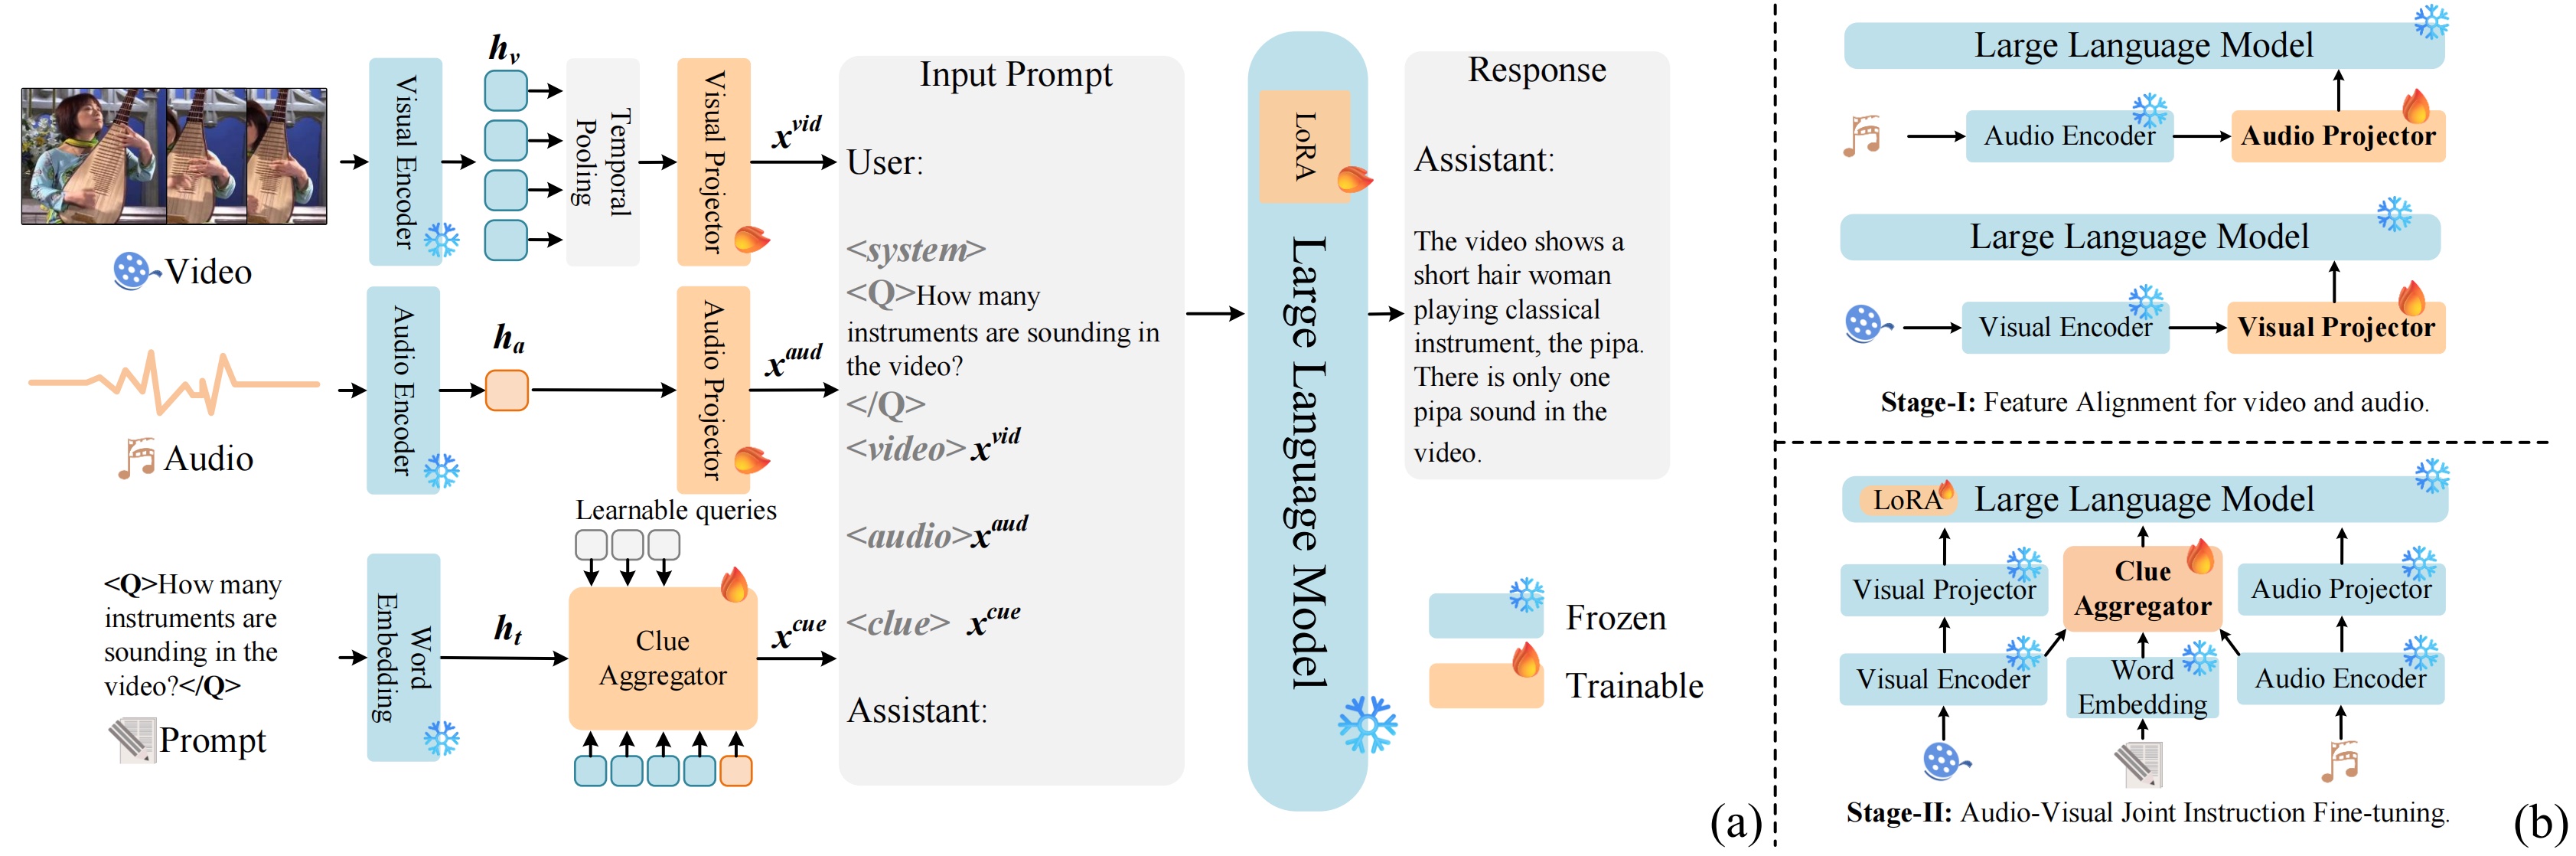 h_v
Visual Encoder
Temporal
Pooling
Visual Projector
x^vid
Video
Audio Encoder
h_a
Audio Projector
x^aud
Audio
Learnable queries
<Q>How many
instruments are
sounding in the
video?</Q>
Prompt
Word
Embedding
h_t
Clue
Aggregator
x^cue
Input Prompt
User:
<system>
<Q>How many
instruments are sounding in
the video?
</Q>
<video> x^vid
<audio> x^aud
<clue> x^cue
Assistant:
LoRA
Large Language Model
Response
Assistant:
The video shows a
short hair woman
playing classical
instrument, the pipa.
There is only one
pipa sound in the
video.
Frozen
Trainable
(a)
Large Language Model
Audio Encoder
Audio Projector
Large Language Model
Visual Encoder
Visual Projector
Stage-I: Feature Alignment for video and audio.
LoRA
Large Language Model
Visual Projector
Clue
Aggregator
Audio Projector
Visual Encoder
Word
Embedding
Audio Encoder
Stage-II: Audio-Visual Joint Instruction Fine-tuning.
(b)